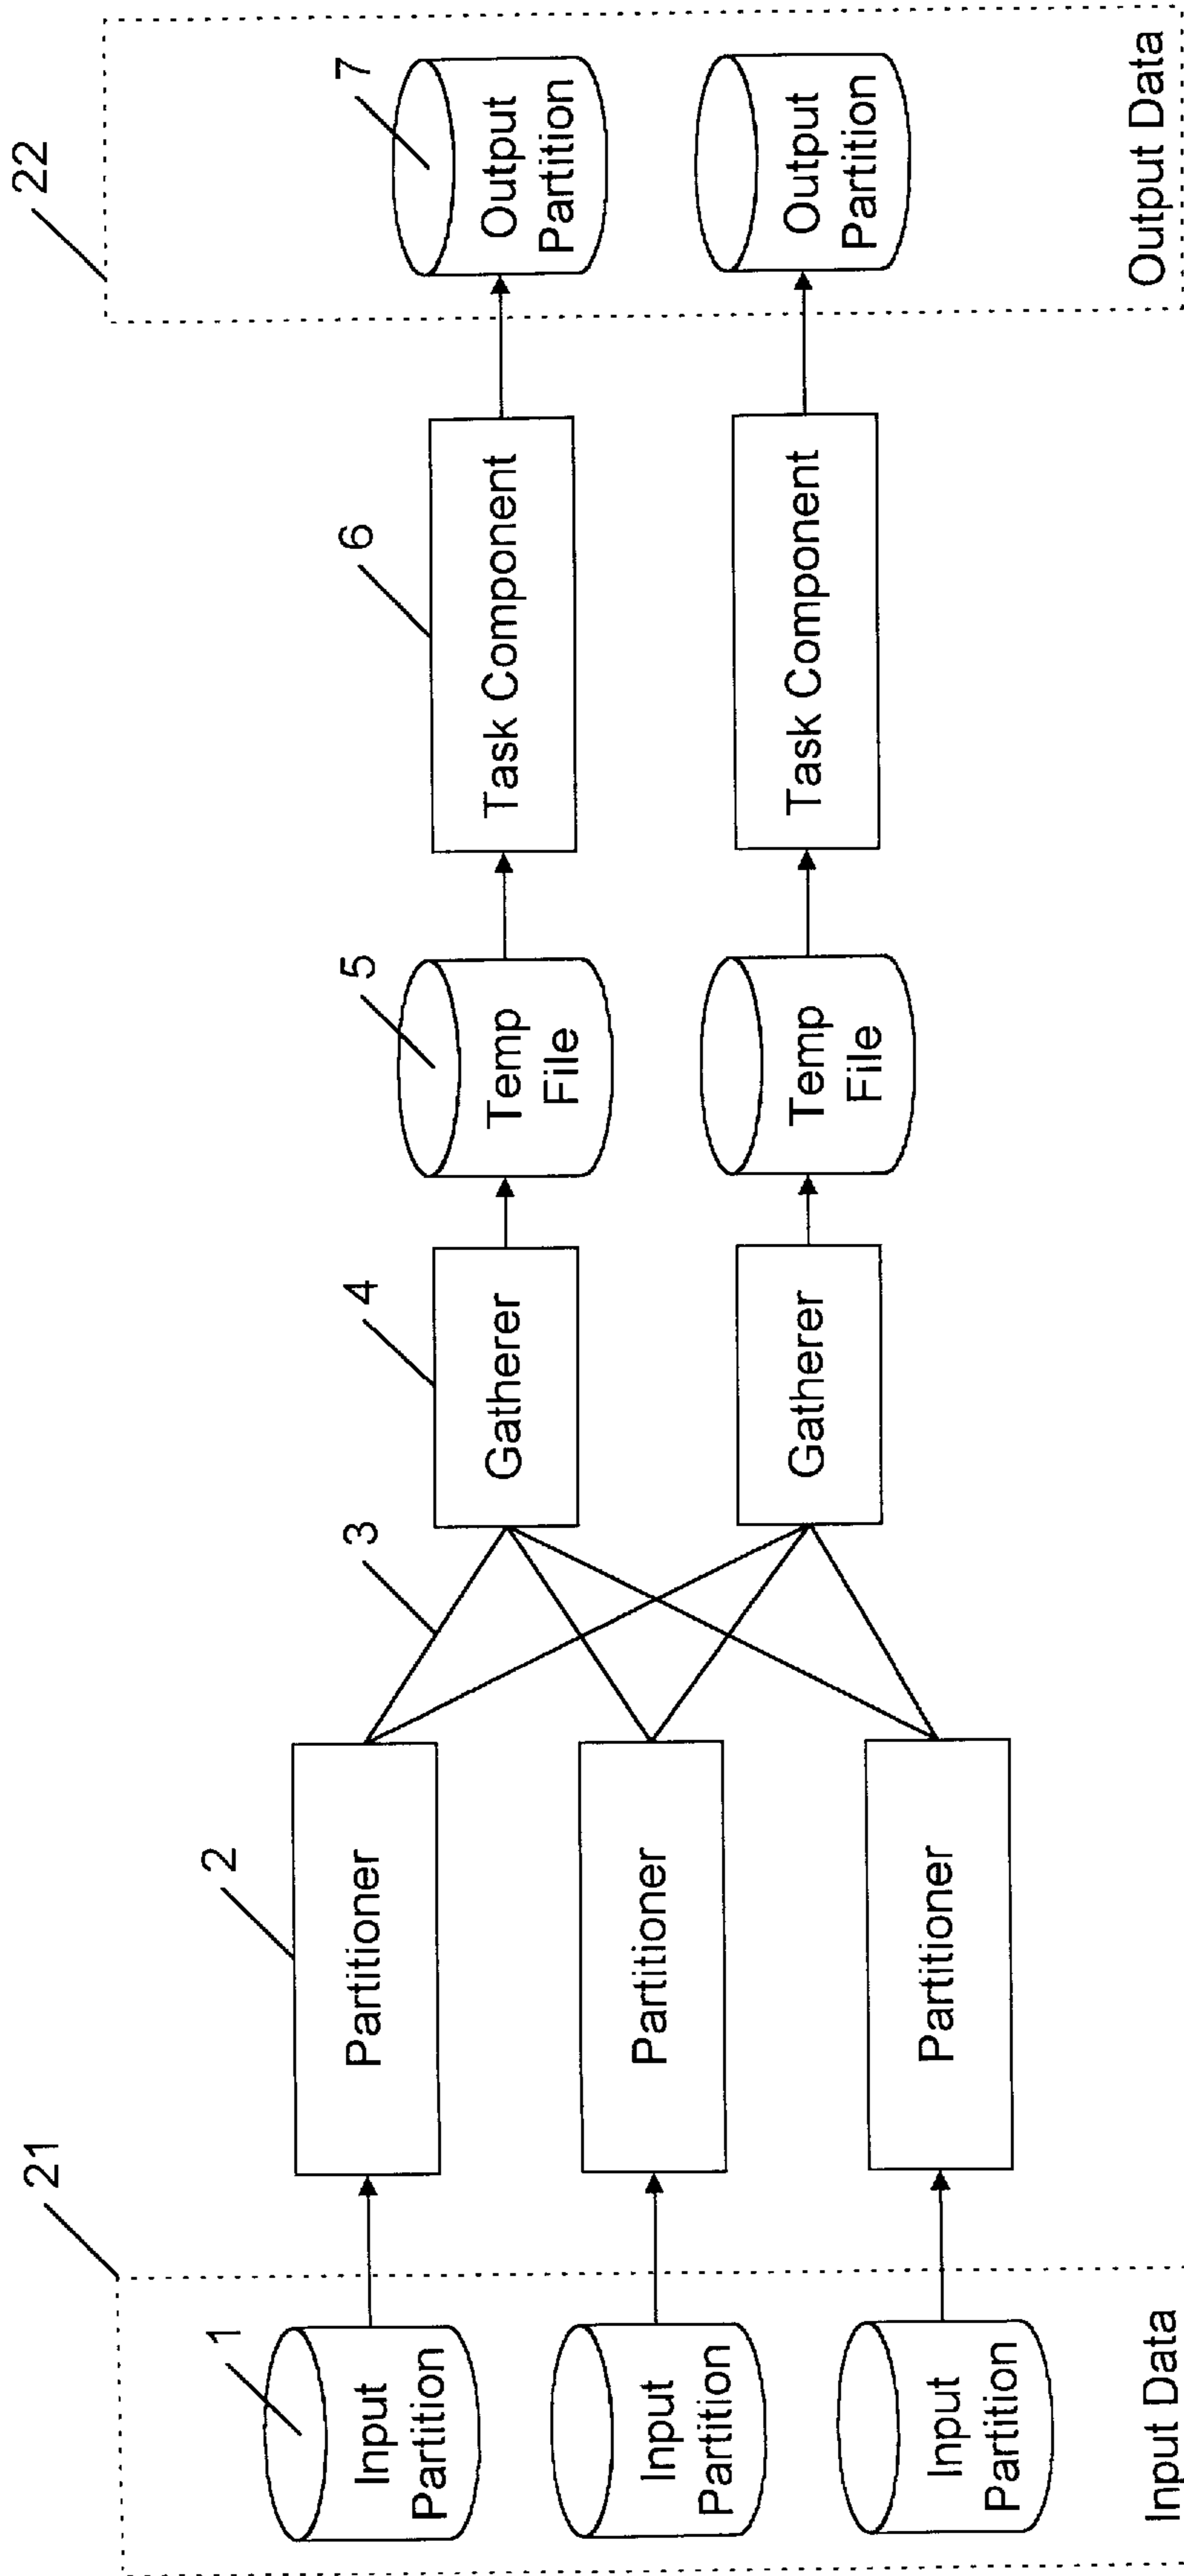 21
22
1
Input
Partition
2
Partitioner
3
4
Gatherer
5
Temp
File
6
Task Component
7
Output
Partition
Input
Partition
Partitioner
Gatherer
Temp
File
Task Component
Output
Partition
Input
Partition
Partitioner
Input Data
Output Data